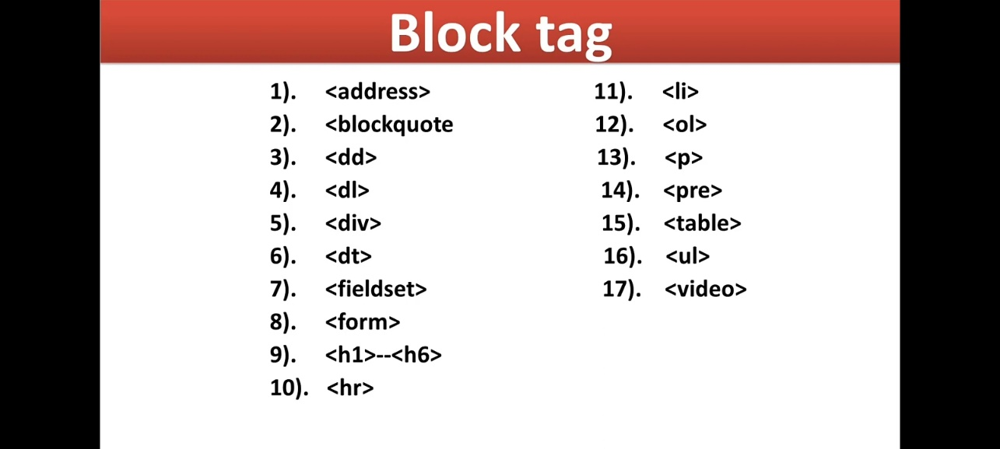 Block tag
1). <address>
2). <blockquote
3). <dd>
4). <dl>
5). <div>
6). <dt>
7). <fieldset>
8). <form>
9). <h1>--<h6>
10). <hr>
11). <li>
12). <ol>
13). <p>
14). <pre>
15). <table>
16). <ul>
17). <video>